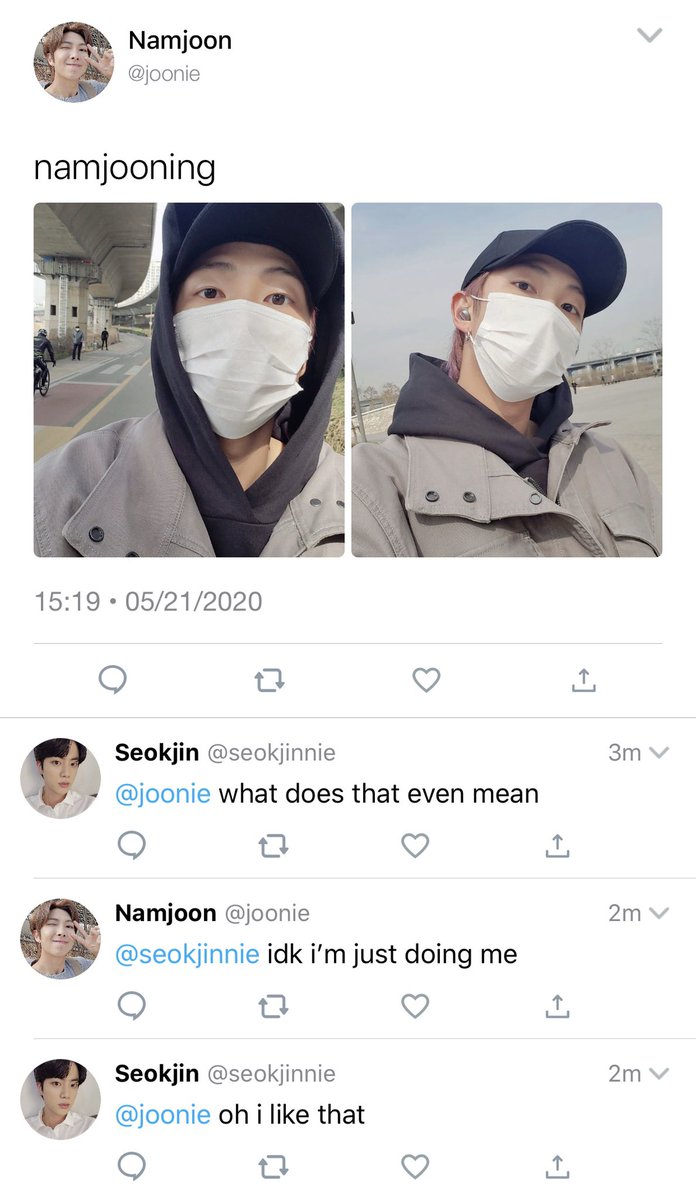 Namjoon
@joonie
namjooning
15:19 • 05/21/2020
Seokjin @seokjinnie 3m
@joonie what does that even mean
Namjoon @joonie 2m
@seokjinnie idk i’m just doing me
Seokjin @seokjinnie 2m
@joonie oh i like that